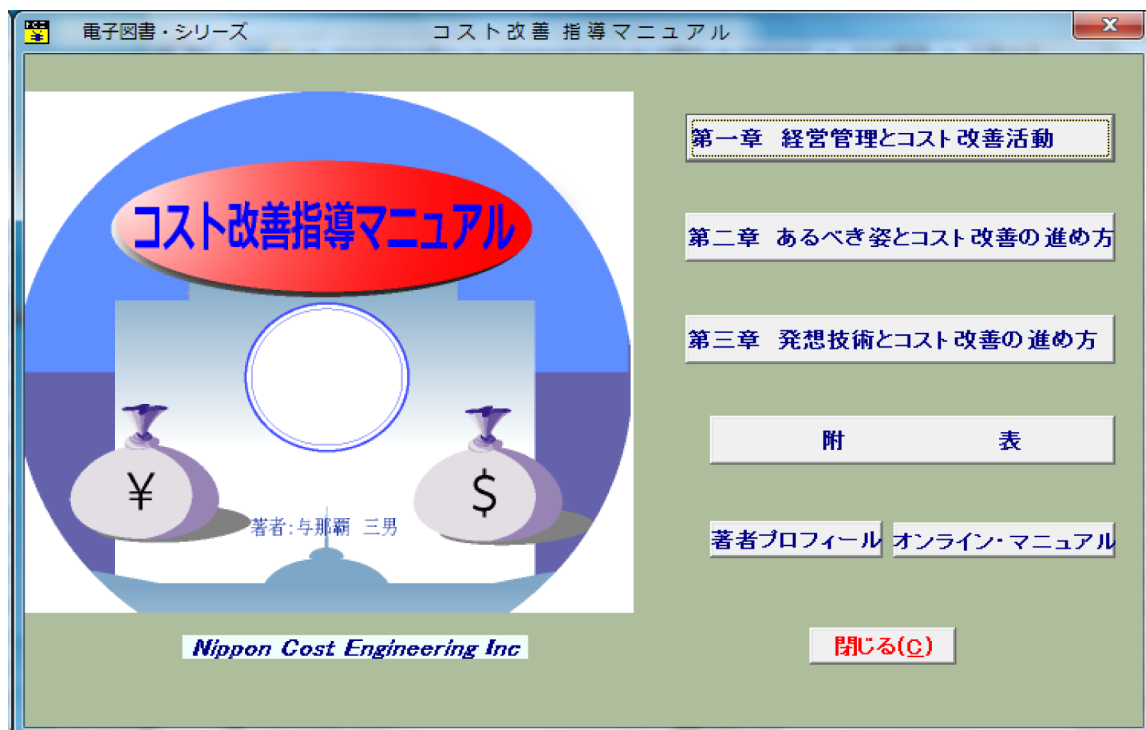 電子図書・シリーズ コスト改善 指導マニュアル
コスト改善指導マニュアル
¥
$
著者:与那覇 三男
Nippon Cost Engineering Inc
第一章 経営管理とコスト改善活動
第二章 あるべき姿とコスト改善の進め方
第三章 発想技術とコスト改善の進め方
附 表
著者プロフィール
オンライン・マニュアル
閉じる(C)